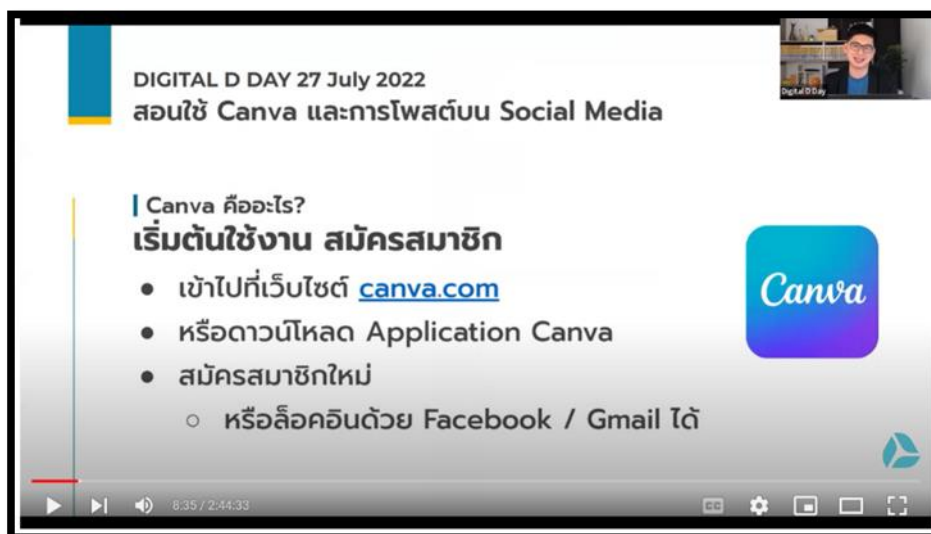 DIGITAL D DAY 27 July 2022
สอนใช้ Canva และการโพสต์บน Social Media
Digital D Day
| Canva คืออะไร?
เริ่มต้นใช้งาน สมัครสมาชิก
● เข้าไปที่เว็บไซต์ canva.com
● หรือดาวน์โหลด Application Canva
● สมัครสมาชิกใหม่
○ หรือล็อคอินด้วย Facebook / Gmail ได้
Canva
8:35 / 2:44:33
CC